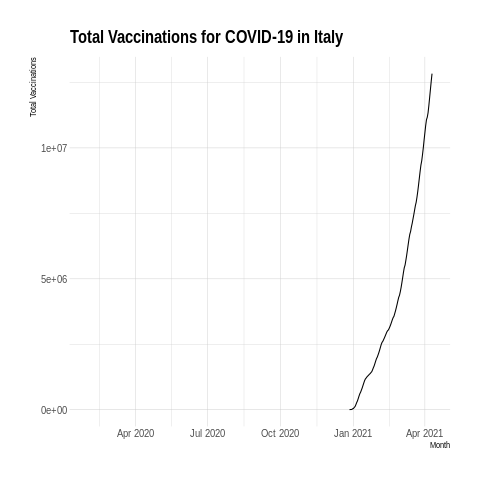 Total Vaccinations for COVID-19 in Italy
Total Vaccinations
1e+07
5e+06
0e+00
Apr 2020 Jul 2020 Oct 2020 Jan 2021 Apr 2021
Month